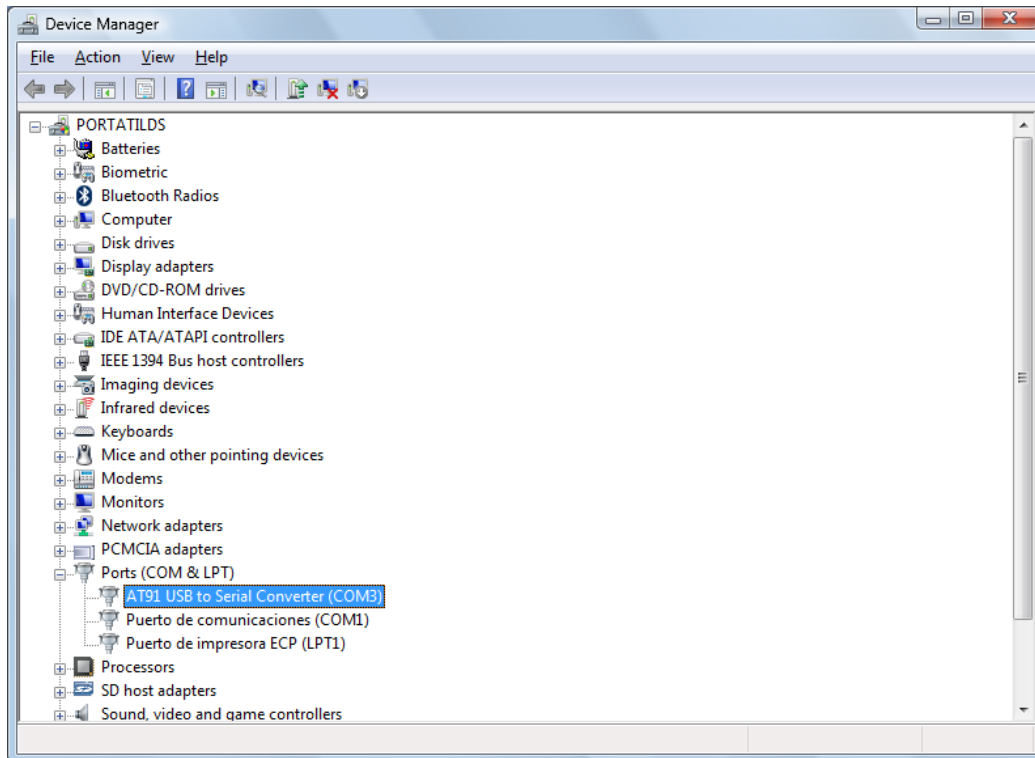 Device Manager
File Action View Help
PORTATILDS
Batteries
Biometric
Bluetooth Radios
Computer
Disk drives
Display adapters
DVD/CD-ROM drives
Human Interface Devices
IDE ATA/ATAPI controllers
IEEE 1394 Bus host controllers
Imaging devices
Infrared devices
Keyboards
Mice and other pointing devices
Modems
Monitors
Network adapters
PCMCIA adapters
Ports (COM & LPT)
AT91 USB to Serial Converter (COM3)
Puerto de comunicaciones (COM1)
Puerto de impresora ECP (LPT1)
Processors
SD host adapters
Sound, video and game controllers